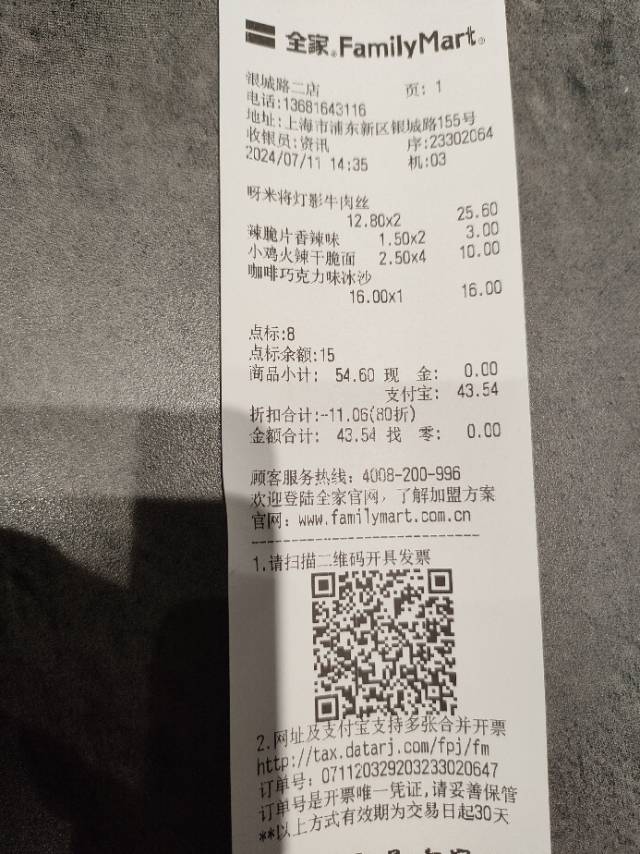 全家 FamilyMart
银城路二店 页: 1
电话:13681643116
地址:上海市浦东新区银城路155号
收银员:资讯 序:23302064
2024/07/11 14:35 机:03
呀米将灯影牛肉丝
12.80x2 25.60
辣脆片香辣味 1.50x2 3.00
小鸡火辣干脆面 2.50x4 10.00
咖啡巧克力味冰沙
16.00x1 16.00
点标:8
点标余额:15
商品小计: 54.60 现 金: 0.00
支付宝: 43.54
折扣合计:-11.06(80折)
金额合计: 43.54 找 零: 0.00
顾客服务热线: 4008-200-996
欢迎登陆全家官网,了解加盟方案
官网: www.familymart.com.cn
1,请扫描二维码开具发票
2.网址及支付宝支持多张合并开票
http://tax.datarj.com/fpj/fm
订单号: 071120329203233020647
订单号是开票唯一凭证,请妥善保管
**以上方式有效期为交易日起30天